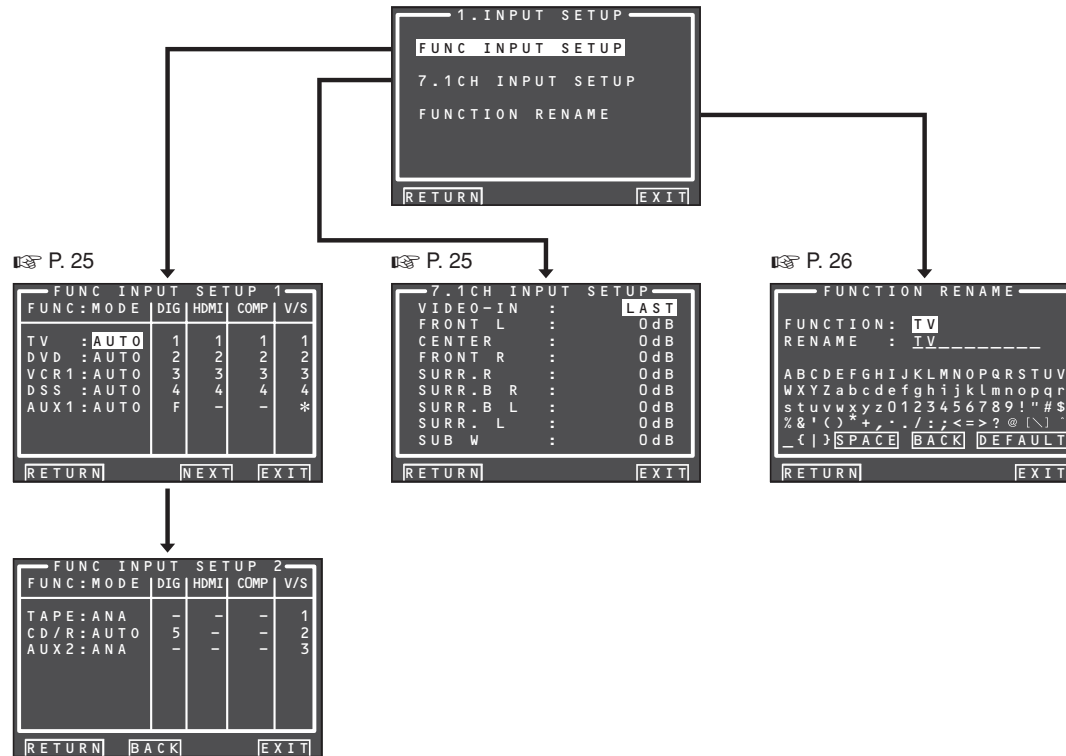 1.INPUT SETUP
FUNC INPUT SETUP
7.1CH INPUT SETUP
FUNCTION RENAME
RETURN EXIT
☞ P. 25
FUNC INPUT SETUP 1
FUNC:MODE DIG HDMI COMP V/S
TV :AUTO 1 1 1 1
DVD :AUTO 2 2 2 2
VCR1:AUTO 3 3 3 3
DSS :AUTO 4 4 4 4
AUX1:AUTO F - - *
RETURN NEXT EXIT
☞ P. 25
7.1CH INPUT SETUP
VIDEO-IN : LAST
FRONT L : 0dB
CENTER : 0dB
FRONT R : 0dB
SURR.R : 0dB
SURR.B R : 0dB
SURR.B L : 0dB
SURR. L : 0dB
SUB W : 0dB
RETURN EXIT
☞ P. 26
FUNCTION RENAME
FUNCTION: TV
RENAME : TV_________
ABCDEFGHIJKLMNOPQRSTUV
WXYZabcdefghijklmnopqr
stuvwxyz0123456789!"#$
%&'()*+,-./:;<=>?@[\]^
_{|}SPACE BACK DEFAULT
RETURN EXIT
FUNC INPUT SETUP 2
FUNC:MODE DIG HDMI COMP V/S
TAPE:ANA - - - 1
CD/R:AUTO 5 - - 2
AUX2:ANA - - - 3
RETURN BACK EXIT